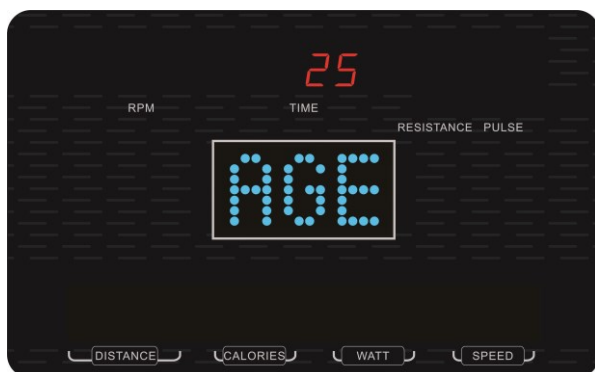 25
RPM TIME
RESISTANCE PULSE
AGE
DISTANCE CALORIES WATT SPEED